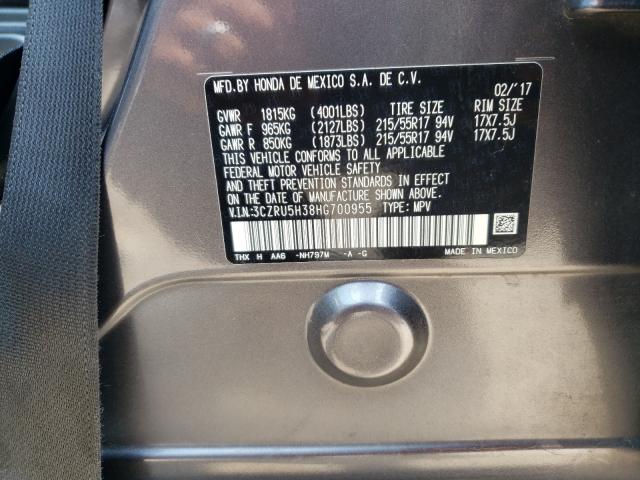 MFD.BY HONDA DE MEXICO S.A. DE C.V. 02/'17
GVWR 1815KG (4001LBS) TIRE SIZE RIM SIZE
GAWR F 965KG (2127LBS) 215/55R17 94V 17X7.5J
GAWR R 850KG (1873LBS) 215/55R17 94V 17X7.5J
THIS VEHICLE CONFORMS TO ALL APPLICABLE
FEDERAL MOTOR VEHICLE SAFETY
AND THEFT PREVENTION STANDARDS IN EFFECT
ON THE DATE OF MANUFACTURE SHOWN ABOVE.
V.I.N.:3CZRU5H38HG700955 TYPE: MPV
THX H AA6 -NH797M -A -G MADE IN MEXICO